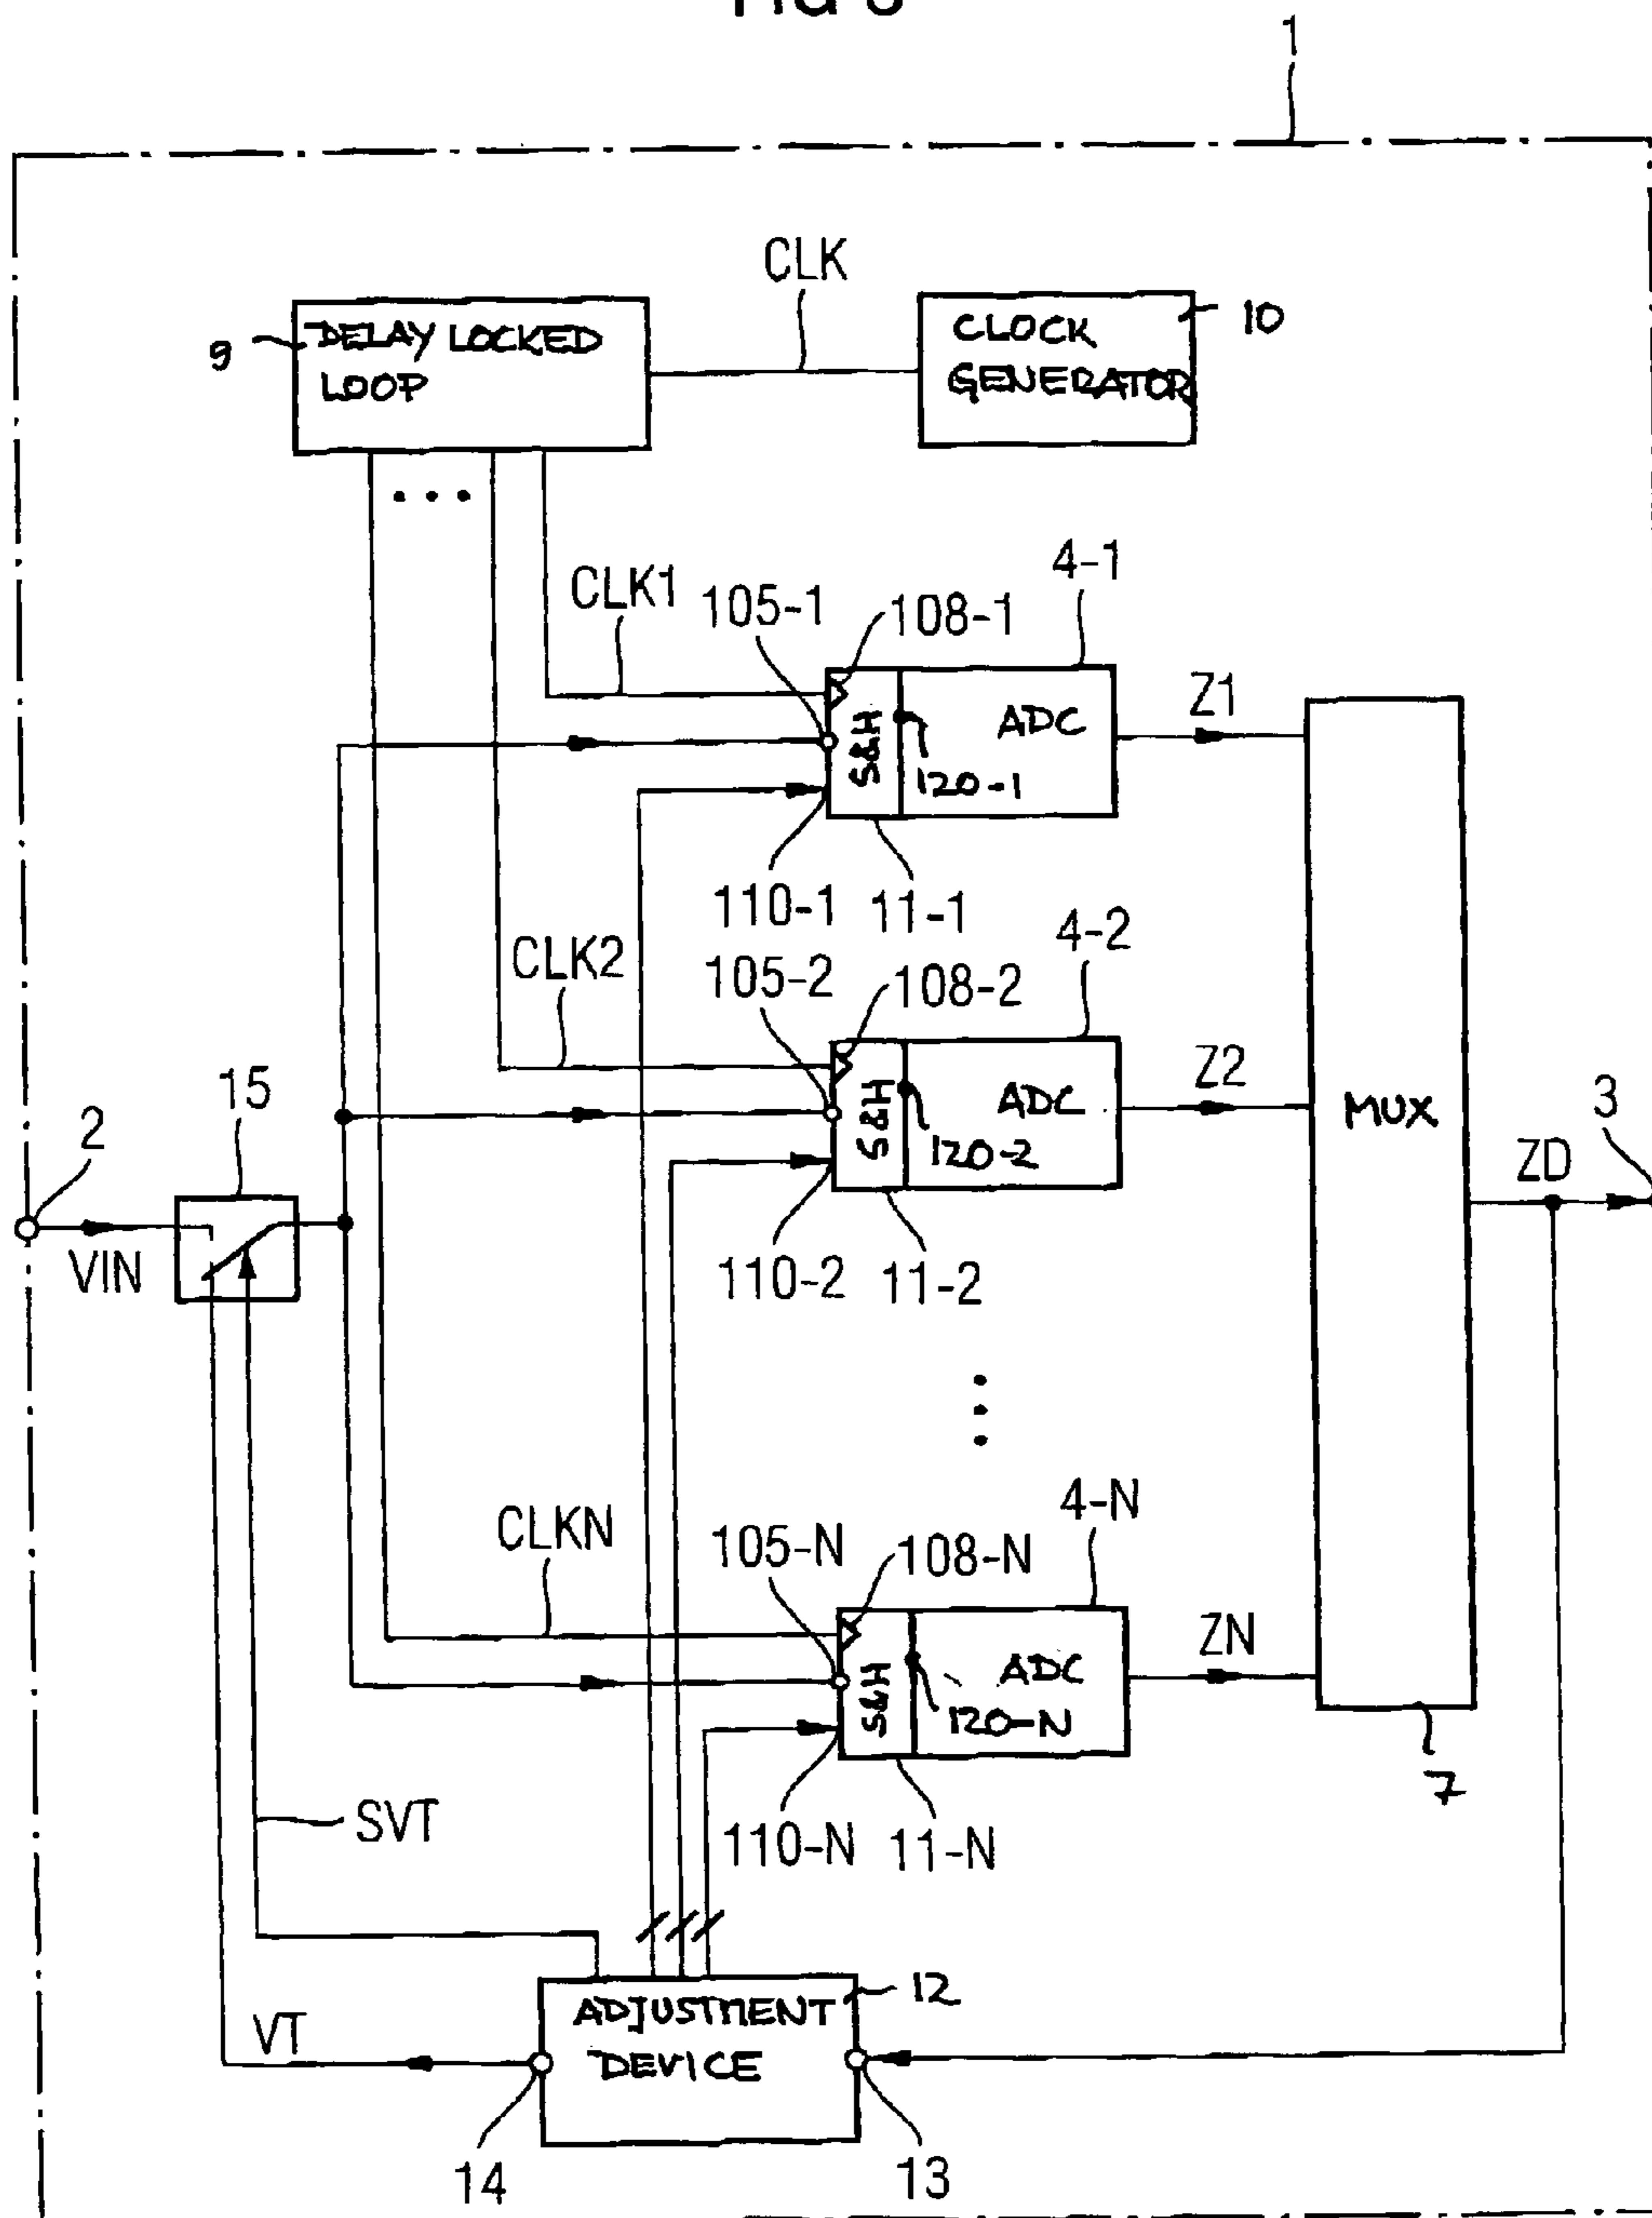 1
CLK
9
DELAY LOCKED
LOOP
CLOCK
GENERATOR
10
CLK1
105-1
108-1
4-1
S&H
ADC
120-1
Z1
110-1
11-1
CLK2
105-2
108-2
4-2
S&H
ADC
120-2
Z2
110-2
11-2
MUX
15
2
VIN
ZD
3
CLKN
105-N
108-N
4-N
S&H
ADC
120-N
ZN
7
110-N
11-N
SVT
ADJUSTMENT
DEVICE
12
VT
14
13